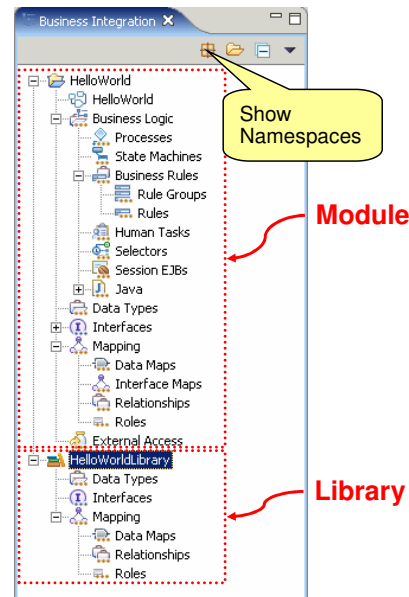 Business Integration
HelloWorld
HelloWorld
Business Logic
Processes
State Machines
Business Rules
Rule Groups
Rules
Human Tasks
Selectors
Session EJBs
Java
Data Types
Interfaces
Mapping
Data Maps
Interface Maps
Relationships
Roles
External Access
HelloWorldLibrary
Data Types
Interfaces
Mapping
Data Maps
Relationships
Roles
Show
Namespaces
Module
Library